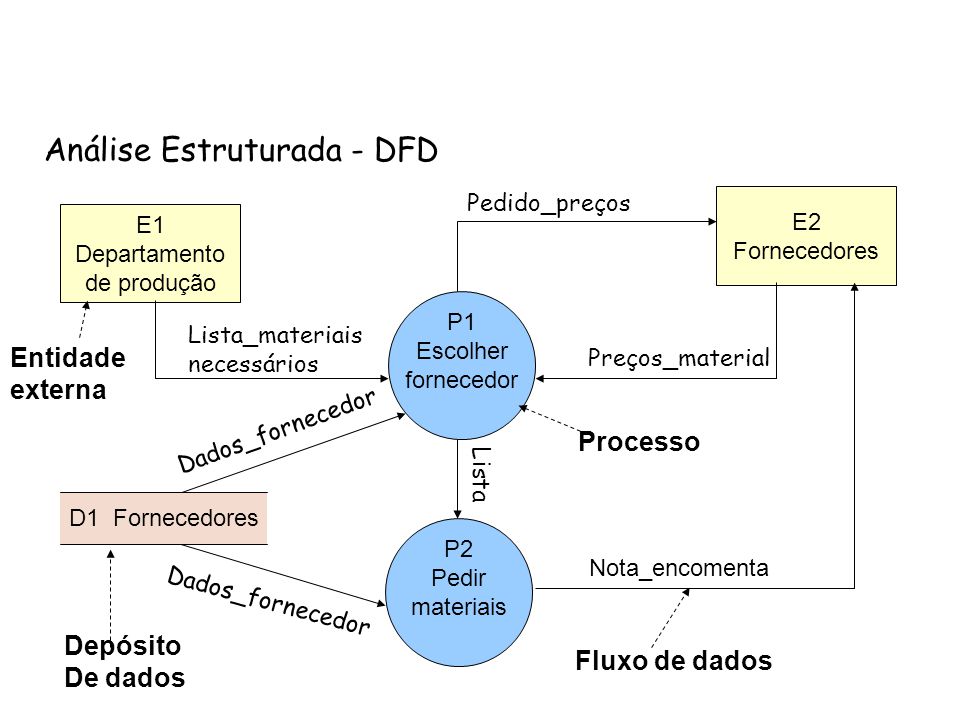 Análise Estruturada - DFD
Pedido_preços
E1
Departamento
de produção
E2
Fornecedores
Lista_materiais
necessários
P1
Escolher
fornecedor
Preços_material
Entidade
externa
Dados_fornecedor
Processo
Lista
D1 Fornecedores
P2
Pedir
materiais
Nota_encomenta
Dados_fornecedor
Depósito
De dados
Fluxo de dados